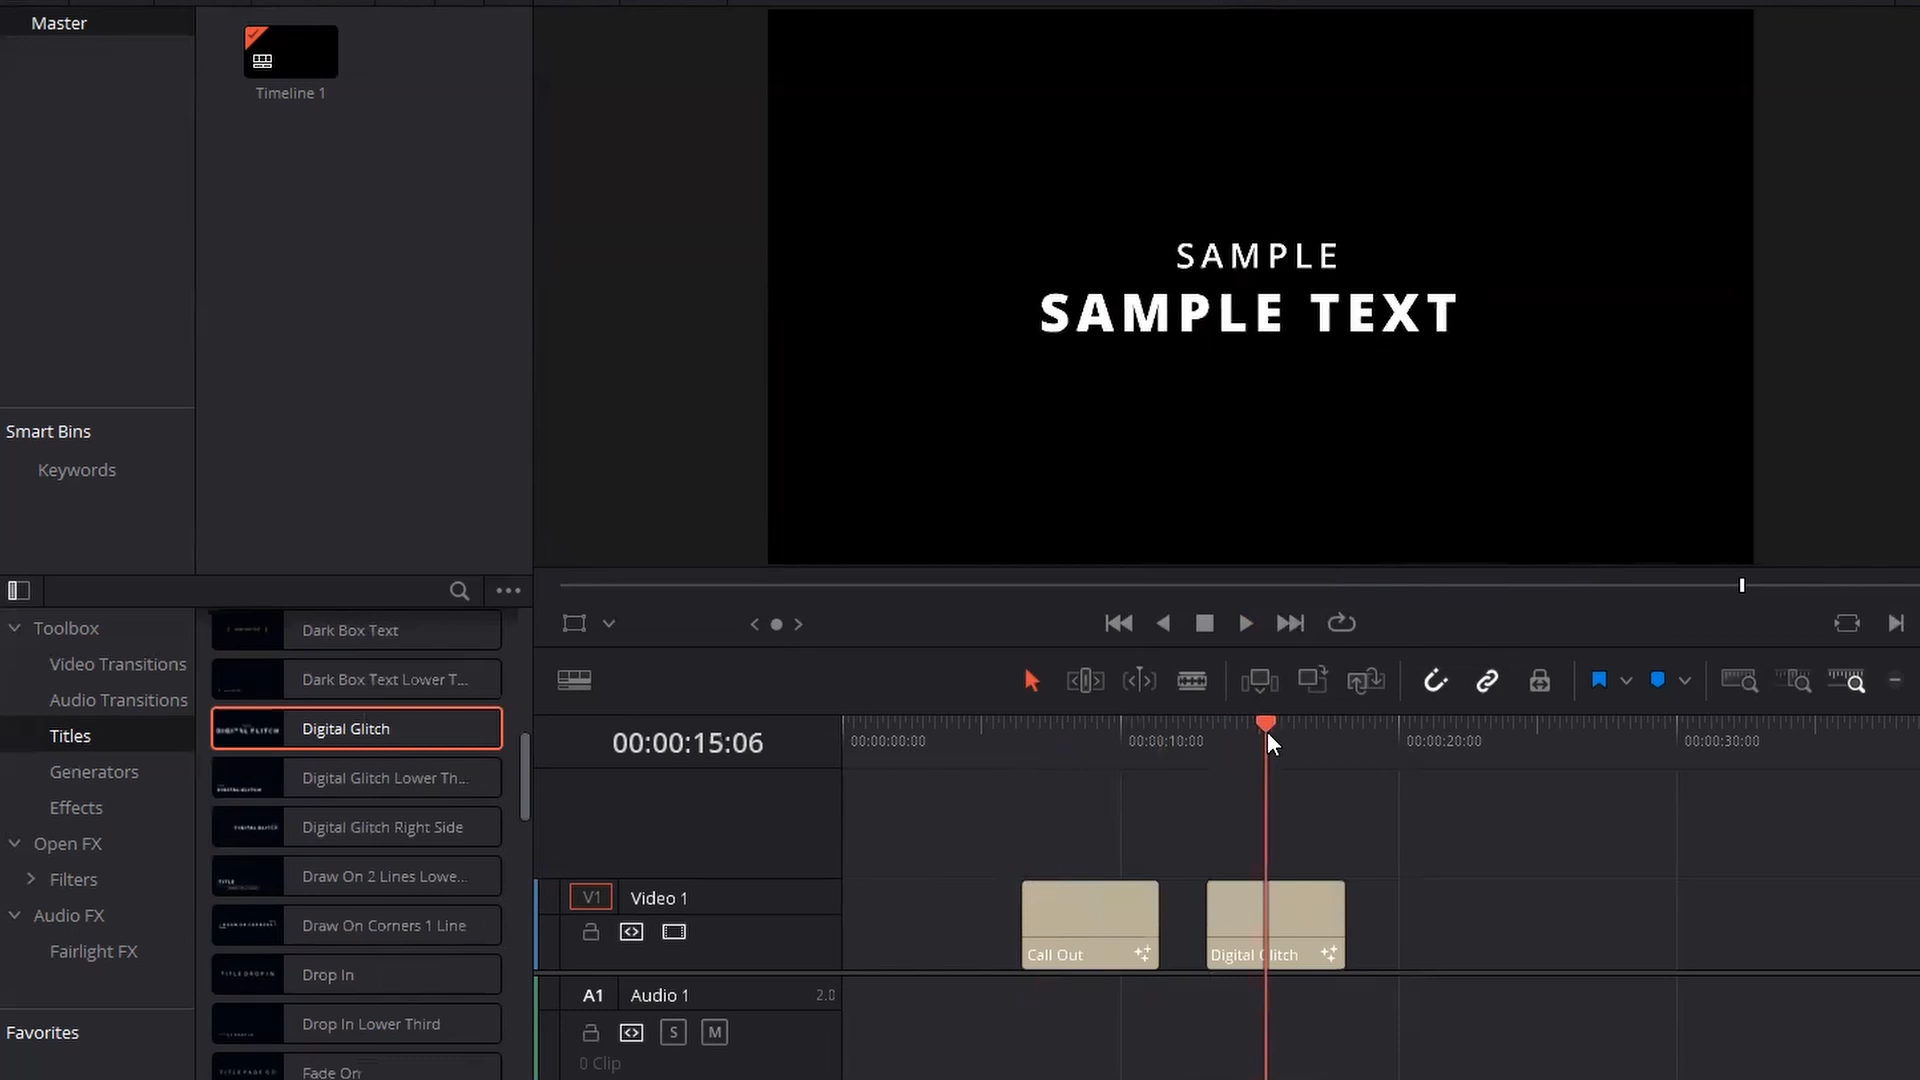 Master
Timeline 1
SAMPLE
SAMPLE TEXT
Smart Bins
Keywords
Toolbox
Video Transitions
Audio Transitions
Titles
Generators
Effects
Open FX
Filters
Audio FX
Fairlight FX
Favorites
Dark Box Text
Dark Box Text Lower T...
Digital Glitch
Digital Glitch Lower Th...
Digital Glitch Right Side
Draw On 2 Lines Lowe...
Draw On Corners 1 Line
Drop In
Drop In Lower Third
Fade On
00:00:15:06
00:00:00:00
00:00:10:00
00:00:20:00
00:00:30:00
V1 Video 1
Call Out
Digital Glitch
A1 Audio 1 2.0
S M
0 Clip